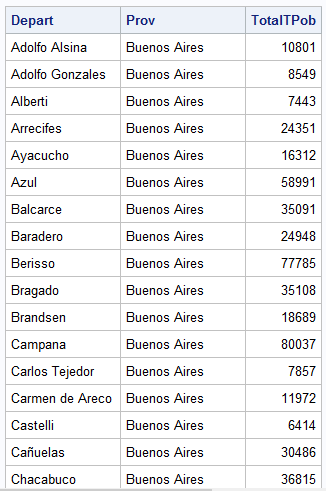 Depart Prov TotalTPob
Adolfo Alsina Buenos Aires 10801
Adolfo Gonzales Buenos Aires 8549
Alberti Buenos Aires 7443
Arrecifes Buenos Aires 24351
Ayacucho Buenos Aires 16312
Azul Buenos Aires 58991
Balcarce Buenos Aires 35091
Baradero Buenos Aires 24948
Berisso Buenos Aires 77785
Bragado Buenos Aires 35108
Brandsen Buenos Aires 18689
Campana Buenos Aires 80037
Carlos Tejedor Buenos Aires 7857
Carmen de Areco Buenos Aires 11972
Castelli Buenos Aires 6414
Cañuelas Buenos Aires 30486
Chacabuco Buenos Aires 36815